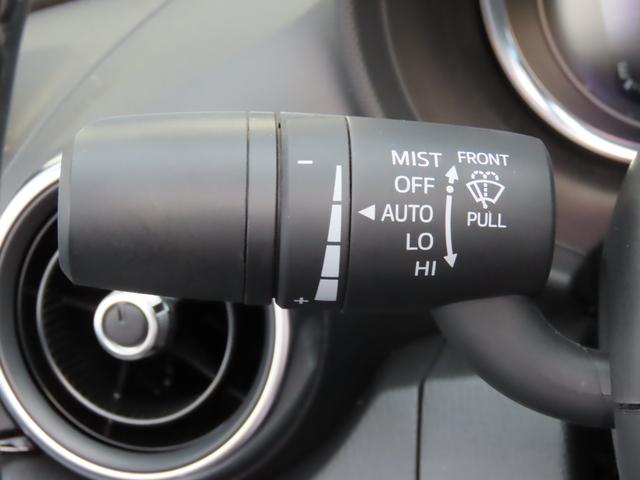 MIST FRONT
OFF
AUTO PULL
LO
HI
−
+